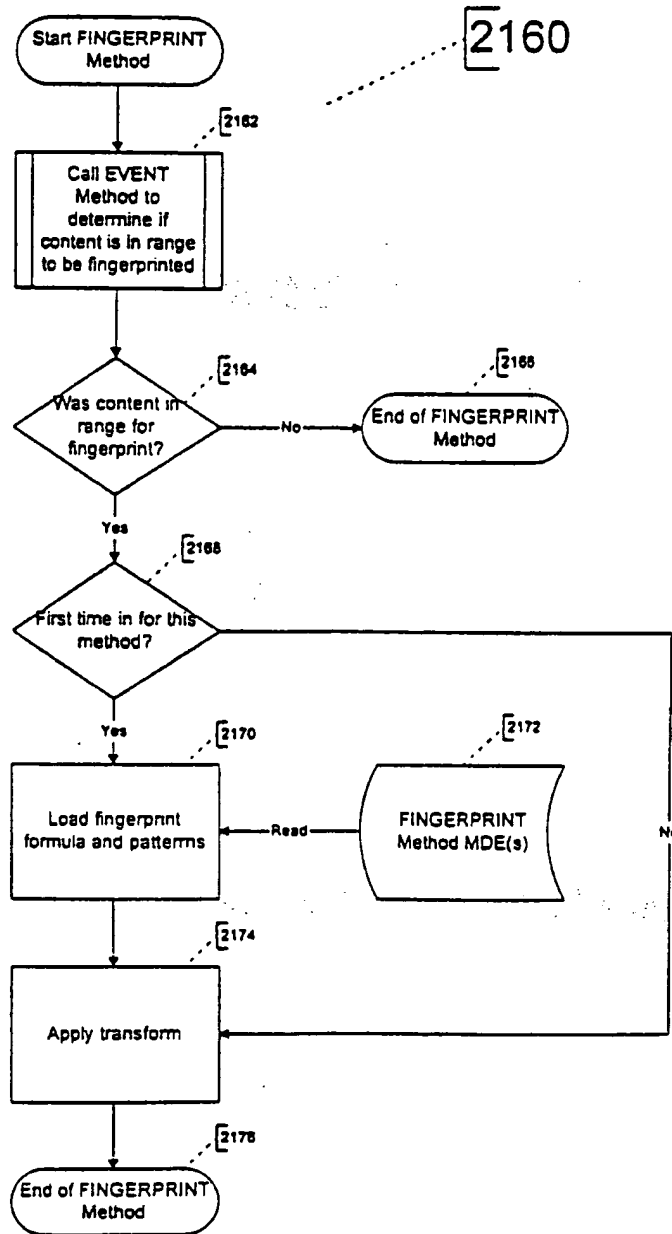 Start FINGERPRINT
Method
2160
2162
Call EVENT
Method to
determine if
content is in range
to be fingerprinted
2164
Was content in
range for
fingerprint?
No
2166
End of FINGERPRINT
Method
Yes
2168
First time in for this
method?
Yes
2170
Load fingerprint
formula and patterns
Read
2172
FINGERPRINT
Method MDE(s)
No
2174
Apply transform
2176
End of FINGERPRINT
Method